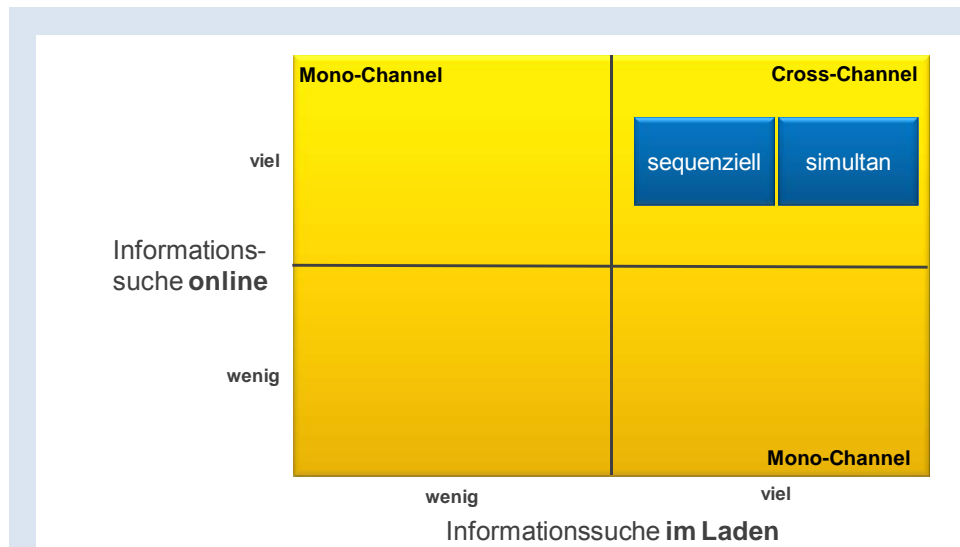 Mono-Channel
Cross-Channel
viel
sequenziell
simultan
Informations-
suche online
wenig
Mono-Channel
wenig
viel
Informationssuche im Laden